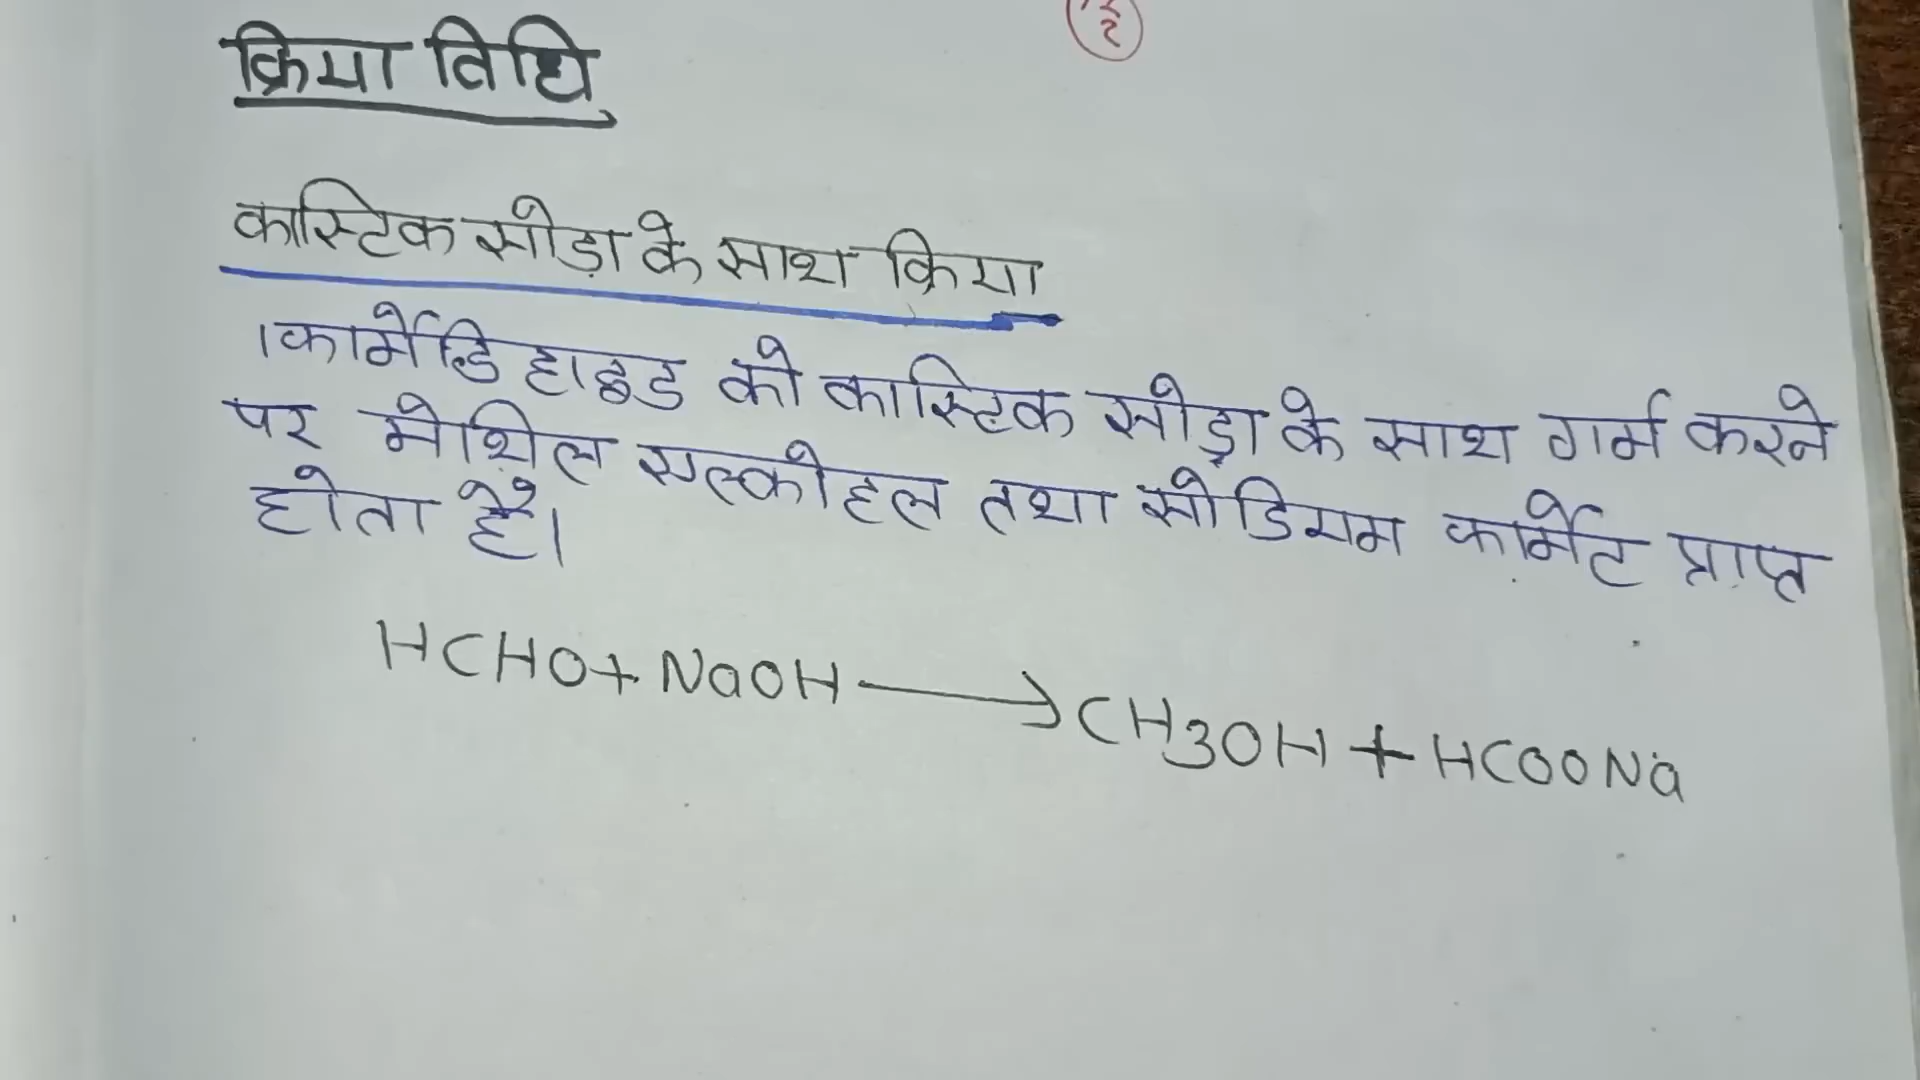 क्रिया विधि
कास्टिक सोड़ा के साथ क्रिया
।कार्मेल्डिहाइड को कास्टिक सोड़ा के साथ गर्म करने
पर मेथिल एल्कोहल तथा सोडियम कार्मेट प्राप्त
होता है।
HCHO + NaOH ⟶ CH3OH + HCOONa